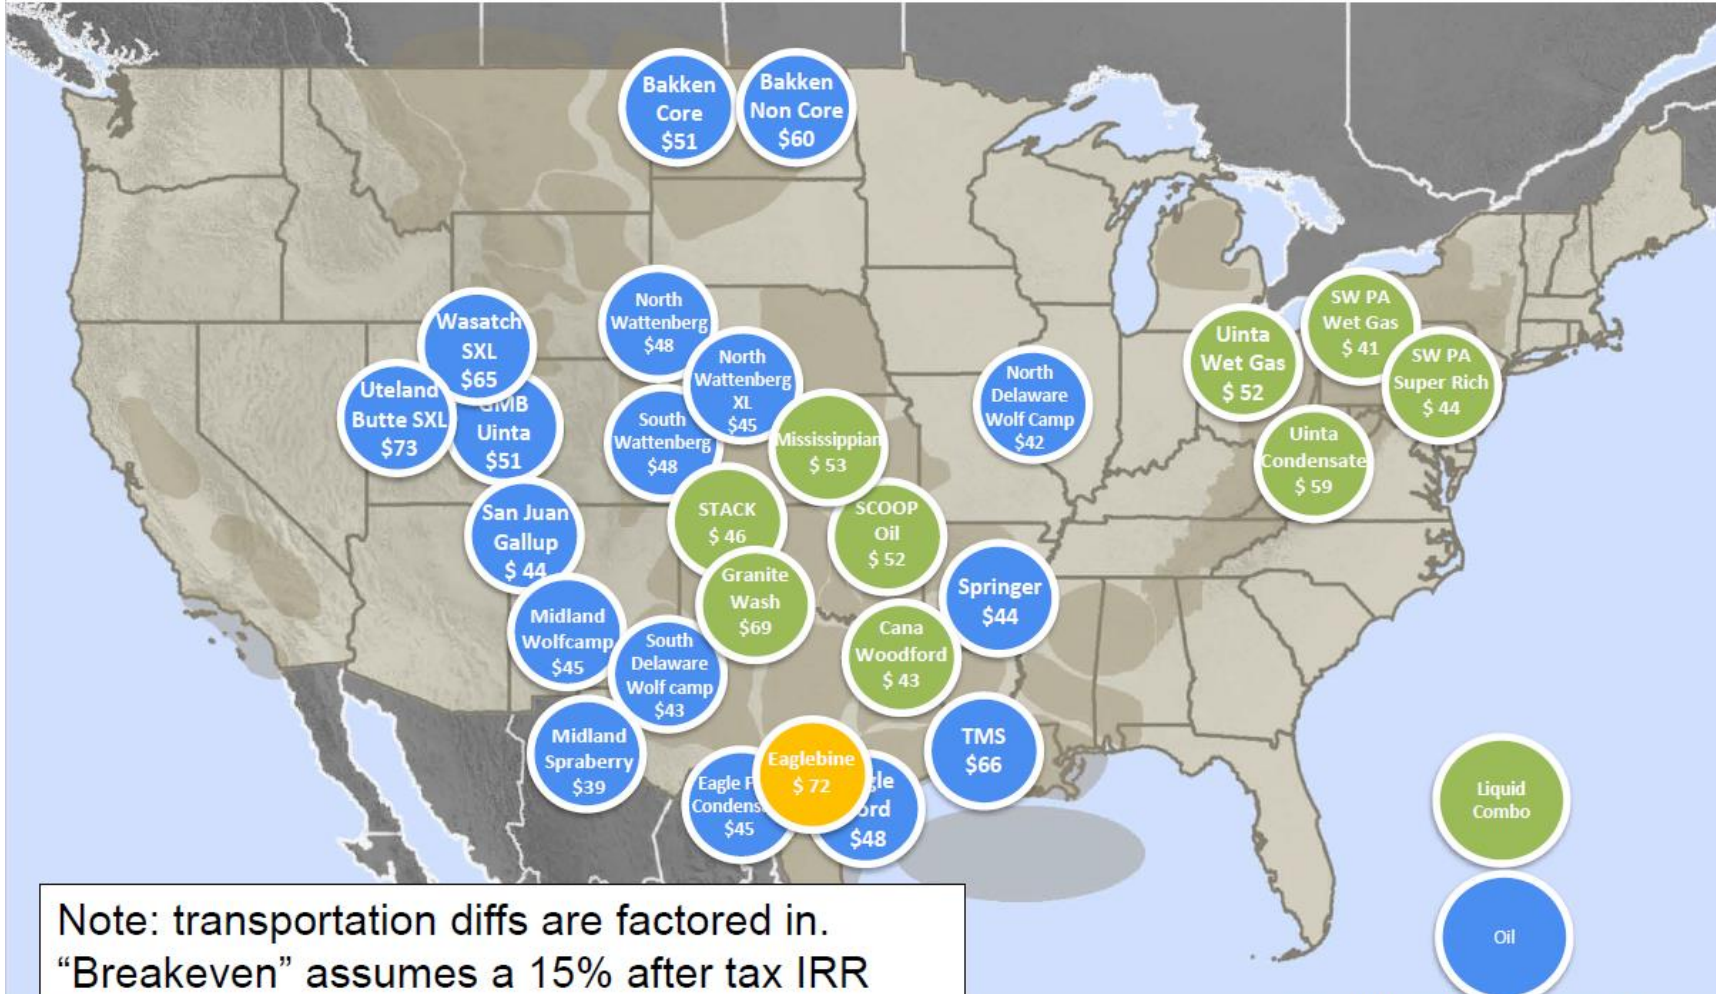 Bakken
Core
$51
Bakken
Non Core
$60
North
Wattenberg
$48
Wasatch
SXL
$65
Uteland
Butte SXL
$73
GMB
Uinta
$51
North
Wattenberg
XL
$45
South
Wattenberg
$48
Mississippian
$ 53
North
Delaware
Wolf Camp
$42
Uinta
Wet Gas
$ 52
SW PA
Wet Gas
$ 41
SW PA
Super Rich
$ 44
Uinta
Condensate
$ 59
San Juan
Gallup
$ 44
STACK
$ 46
SCOOP
Oil
$ 52
Granite
Wash
$69
Springer
$44
Midland
Wolfcamp
$45
South
Delaware
Wolf camp
$43
Cana
Woodford
$ 43
Midland
Spraberry
$39
Eagle
$45
Eaglebine
$ 72
$48
TMS
$66
Liquid
Combo
Oil
Note: transportation diffs are factored in.
“Breakeven” assumes a 15% after tax IRR